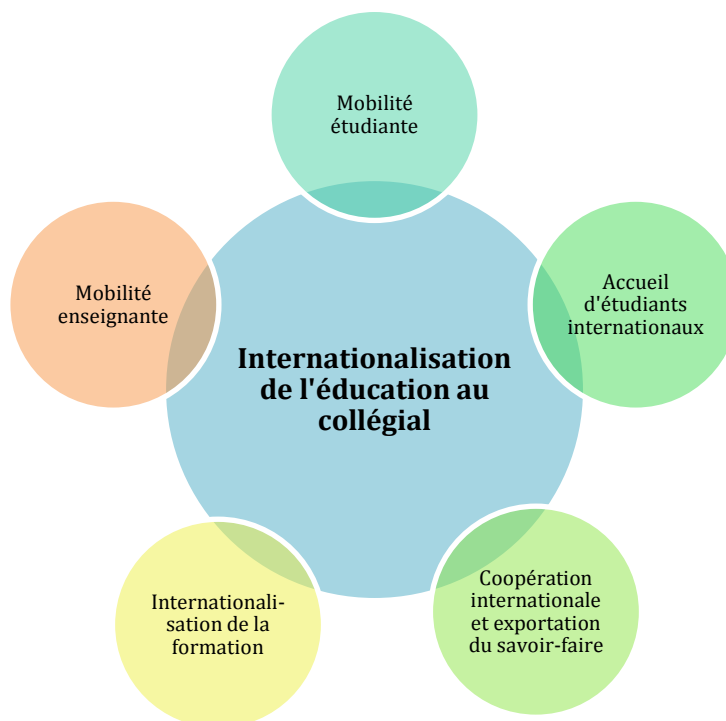 Mobilité
étudiante
Accueil
d'étudiants
internationaux
Mobilité
enseignante
Internationalisation
de l'éducation au
collégial
Coopération
internationale
et exportation
du savoir-faire
Internationali-
sation de la
formation